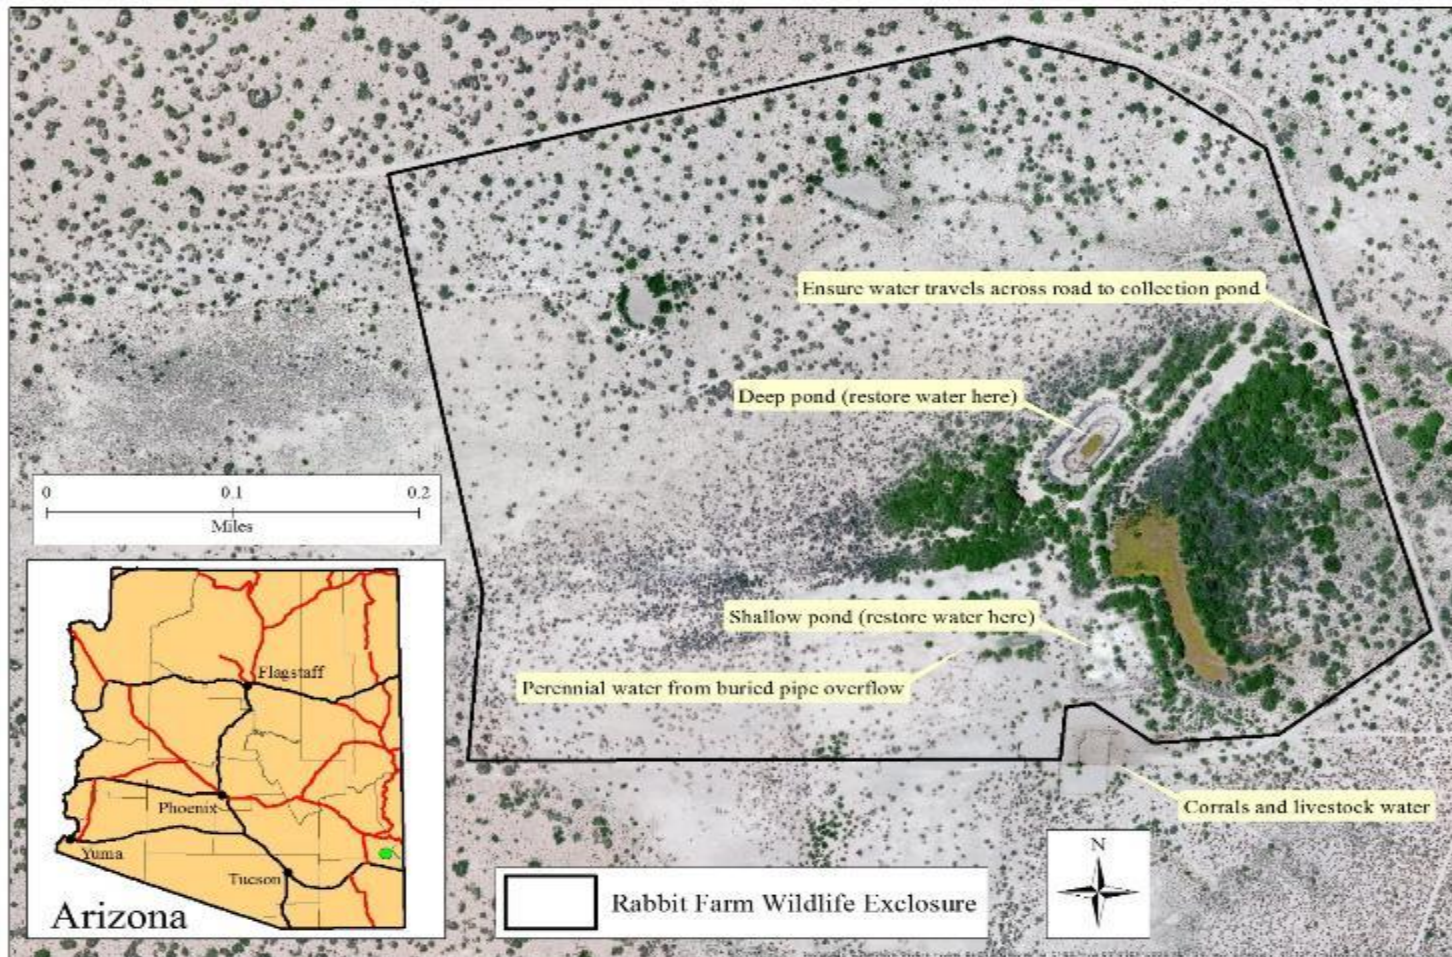 Ensure water travels across road to collection pond
Deep pond (restore water here)
0 0.1 0.2
Miles
Shallow pond (restore water here)
Perennial water from buried pipe overflow
Corrals and livestock water
Flagstaff
Phoenix
Yuma
Tucson
Arizona
Rabbit Farm Wildlife Exclosure
N